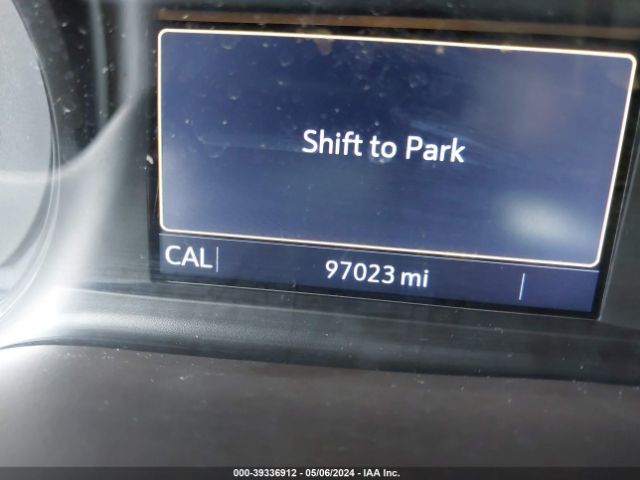 Shift to Park
CAL
97023 mi
000-39336912 - 05/06/2024 - IAA Inc.